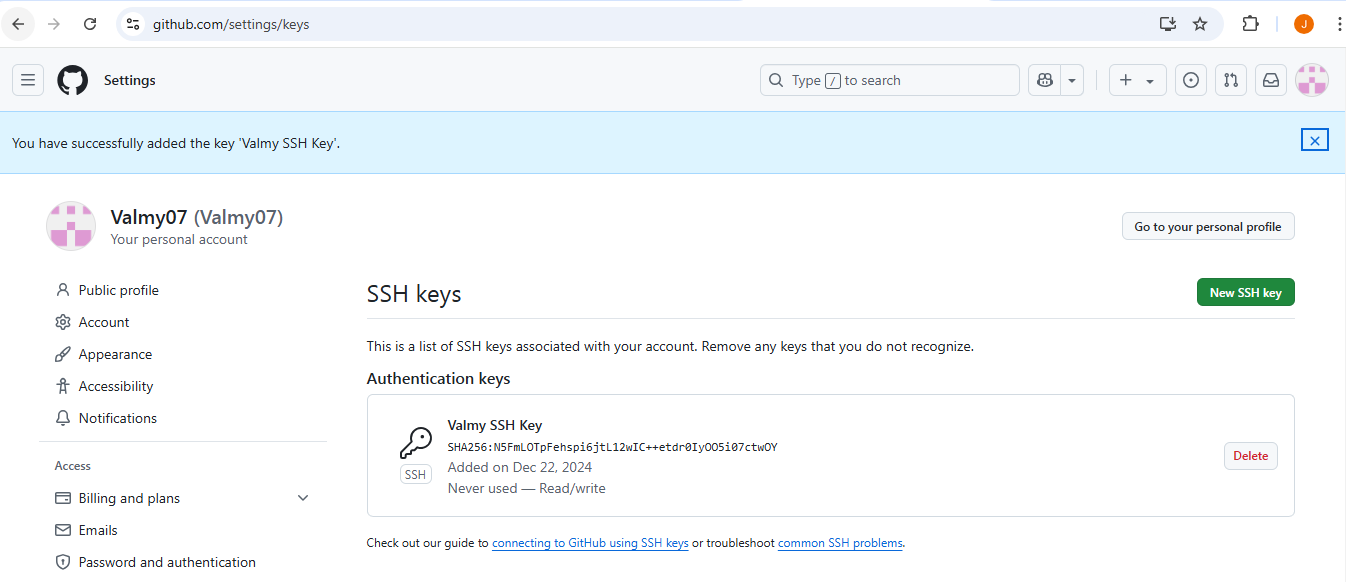 github.com/settings/keys
J
Settings
Type / to search
You have successfully added the key 'Valmy SSH Key'.
Valmy07 (Valmy07)
Your personal account
Go to your personal profile
Public profile
Account
Appearance
Accessibility
Notifications
Access
Billing and plans
Emails
Password and authentication
SSH keys
New SSH key
This is a list of SSH keys associated with your account. Remove any keys that you do not recognize.
Authentication keys
Valmy SSH Key
SHA256:N5FmLOTpFehspi6jtL12wIC++etdr0IyOO5i07ctwOY
SSH
Added on Dec 22, 2024
Never used — Read/write
Delete
Check out our guide to connecting to GitHub using SSH keys or troubleshoot common SSH problems.